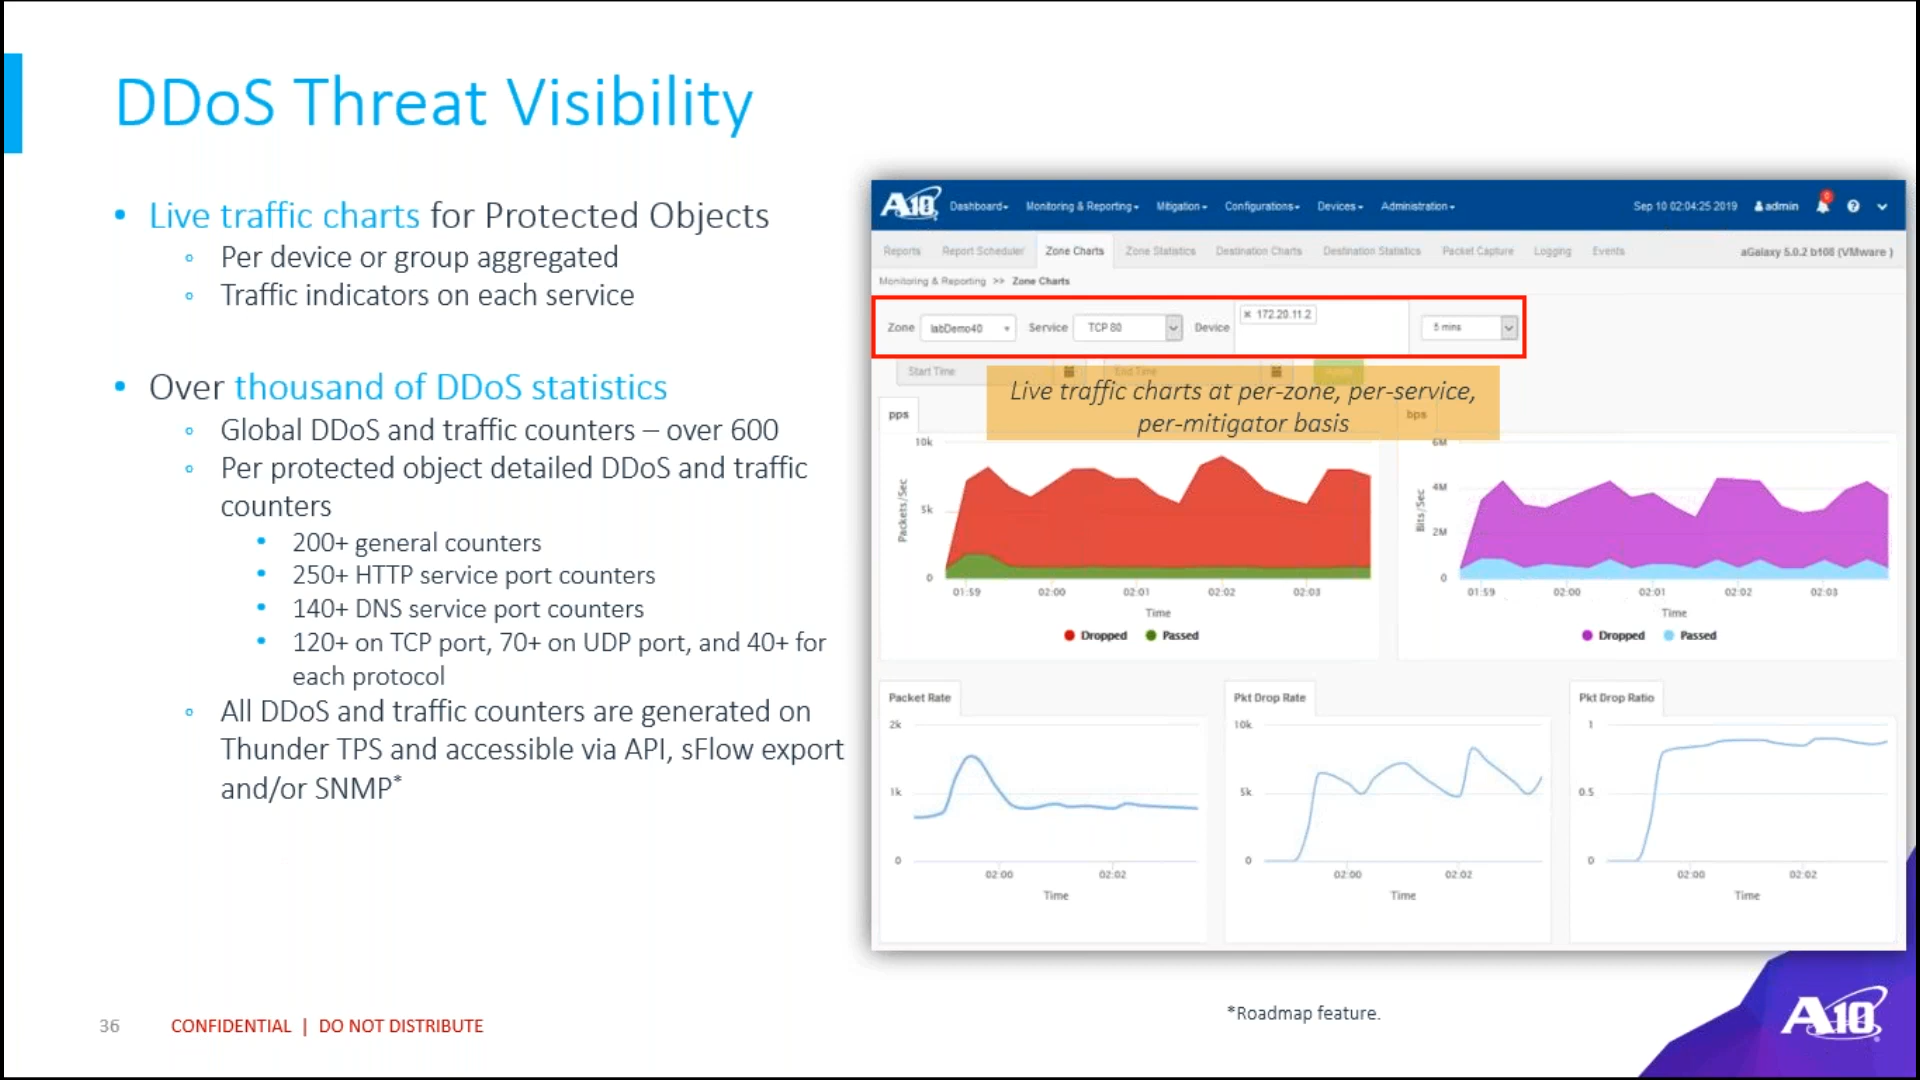 DDoS Threat Visibility
• Live traffic charts for Protected Objects
◦ Per device or group aggregated
◦ Traffic indicators on each service
• Over thousand of DDoS statistics
◦ Global DDoS and traffic counters – over 600
◦ Per protected object detailed DDoS and traffic
counters
• 200+ general counters
• 250+ HTTP service port counters
• 140+ DNS service port counters
• 120+ on TCP port, 70+ on UDP port, and 40+ for
each protocol
◦ All DDoS and traffic counters are generated on
Thunder TPS and accessible via API, sFlow export
and/or SNMP*
A10 Dashboard Monitoring & Reporting Mitigation Configurations Devices Administration Sep 10 02:04:25 2019 admin
Reports Report Scheduler Zone Charts Zone Statistics Destination Charts Destination Statistics Packet Capture Logging Events aGalaxy 5.0.2 b108 (VMware )
Monitoring & Reporting >> Zone Charts
Zone labDemo40 Service TCP 80 Device × 172.20.11.2 5 mins
Start Time End Time
Live traffic charts at per-zone, per-service,
per-mitigator basis
pps
10k
5k
0
Packets/Sec
01:59 02:00 02:01 02:02 02:03
Time
Dropped Passed
bps
6M
4M
2M
0
Bits/Sec
01:59 02:00 02:01 02:02 02:03
Time
Dropped Passed
Packet Rate
2k
1k
0
02:00 02:02
Time
Pkt Drop Rate
10k
5k
0
02:00 02:02
Time
Pkt Drop Ratio
1
0.5
0
02:00 02:02
Time
*Roadmap feature.
36 CONFIDENTIAL | DO NOT DISTRIBUTE
A10